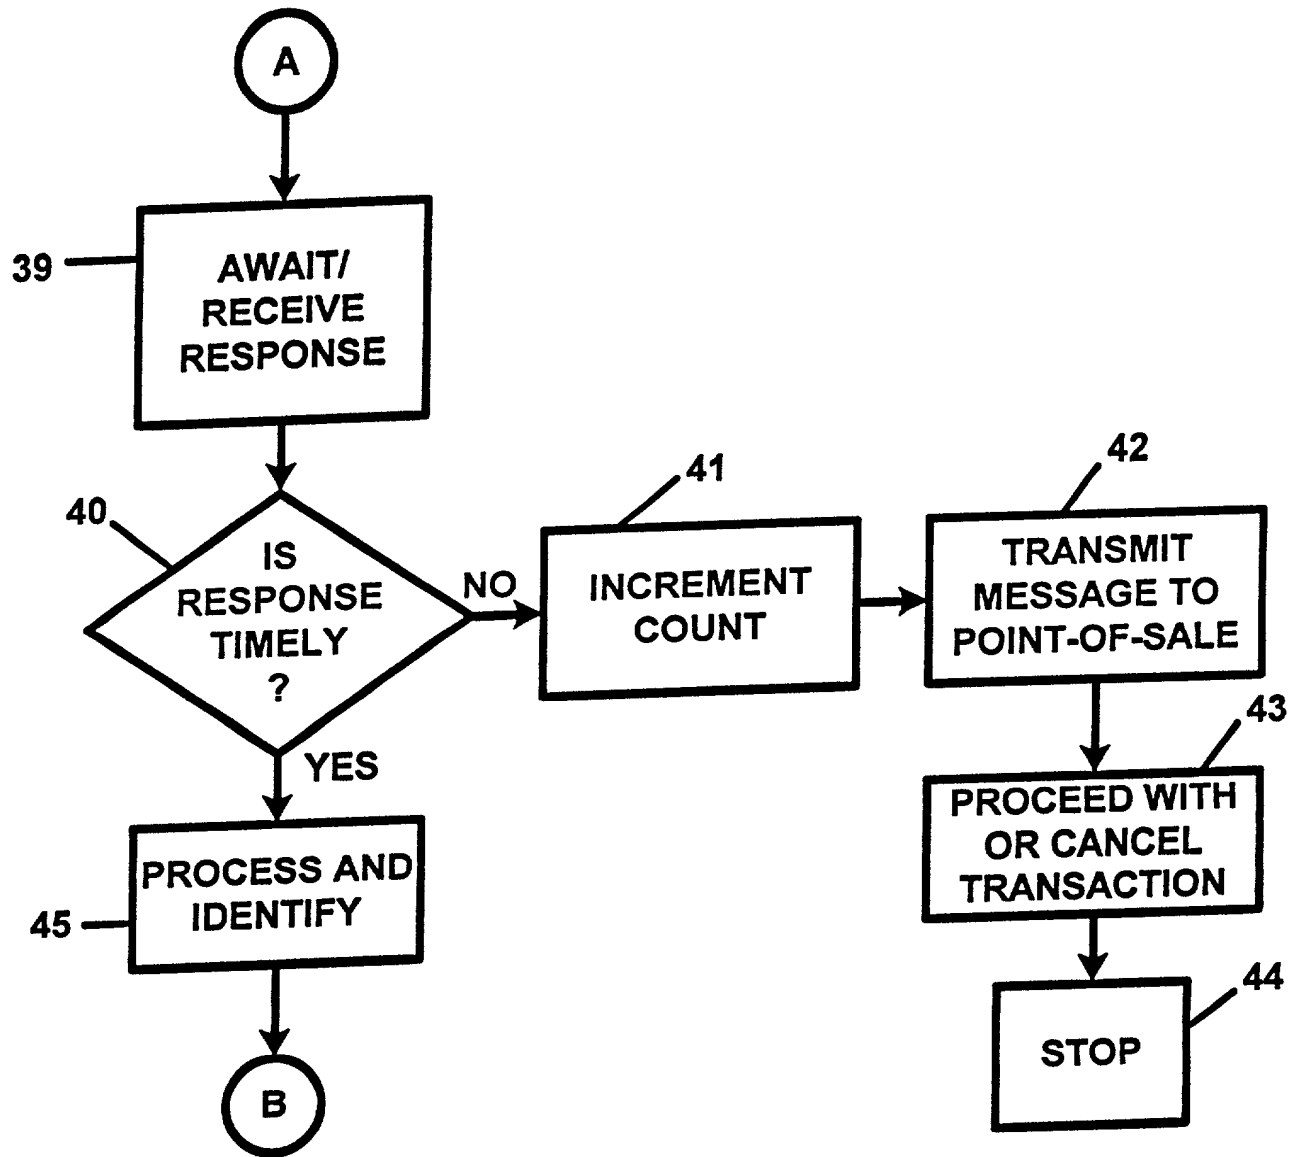 A
39
AWAIT/
RECEIVE
RESPONSE
40
IS
RESPONSE
TIMELY
?
NO
41
INCREMENT
COUNT
42
TRANSMIT
MESSAGE TO
POINT-OF-SALE
43
PROCEED WITH
OR CANCEL
TRANSACTION
44
STOP
YES
45
PROCESS AND
IDENTIFY
B